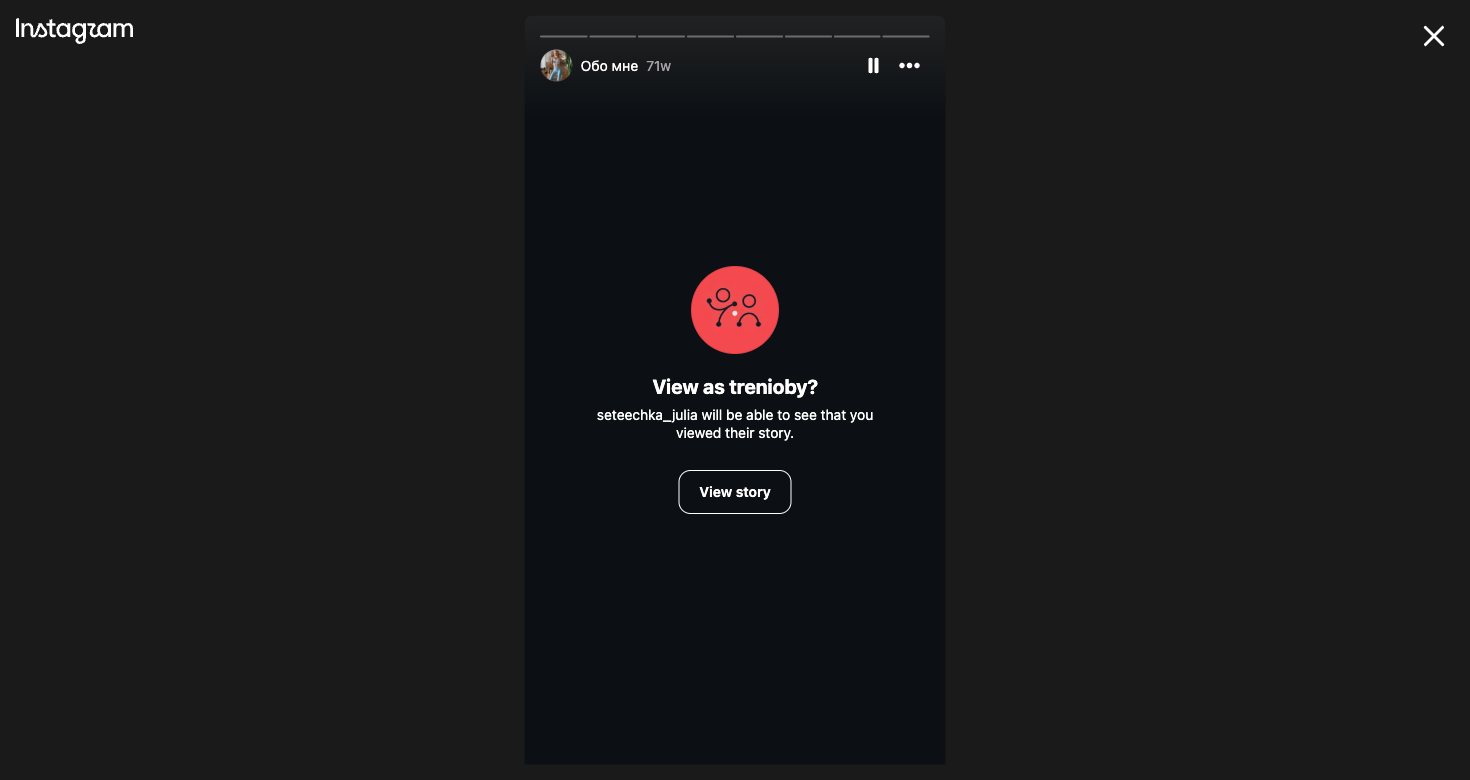 Instagram
Обо мне 71w
View as trenioby?
seteechka_julia will be able to see that you
viewed their story.
View story